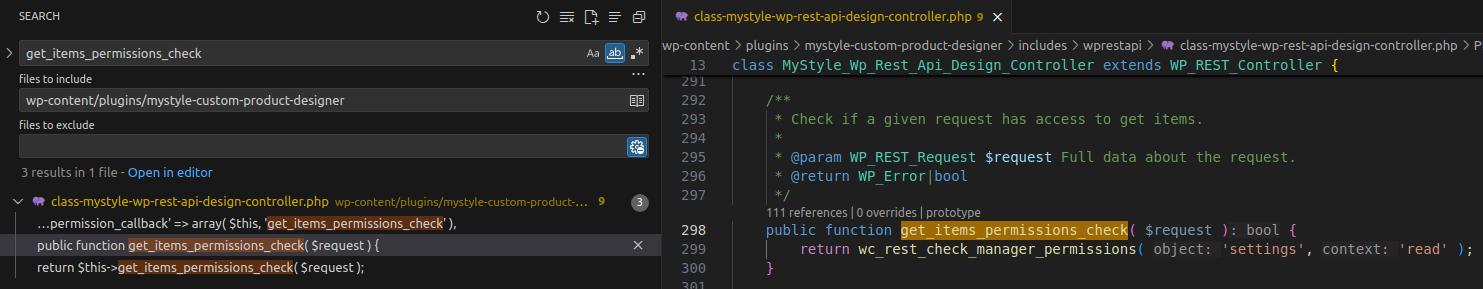 SEARCH
get_items_permissions_check
Aa
ab
.*
files to include
...
wp-content/plugins/mystyle-custom-product-designer
files to exclude
3 results in 1 file - Open in editor
class-mystyle-wp-rest-api-design-controller.php wp-content/plugins/mystyle-custom-product-... 9 3
...permission_callback' => array( $this, 'get_items_permissions_check' ),
public function get_items_permissions_check( $request ) {
return $this->get_items_permissions_check( $request );
class-mystyle-wp-rest-api-design-controller.php 9
wp-content > plugins > mystyle-custom-product-designer > includes > wprestapi > class-mystyle-wp-rest-api-design-controller.php > P
13 class MyStyle_Wp_Rest_Api_Design_Controller extends WP_REST_Controller {
291
292 /**
293 * Check if a given request has access to get items.
294 *
295 * @param WP_REST_Request $request Full data about the request.
296 * @return WP_Error|bool
297 */
111 references | 0 overrides | prototype
298 public function get_items_permissions_check( $request ): bool {
299 return wc_rest_check_manager_permissions( object: 'settings', context: 'read' );
300 }
301